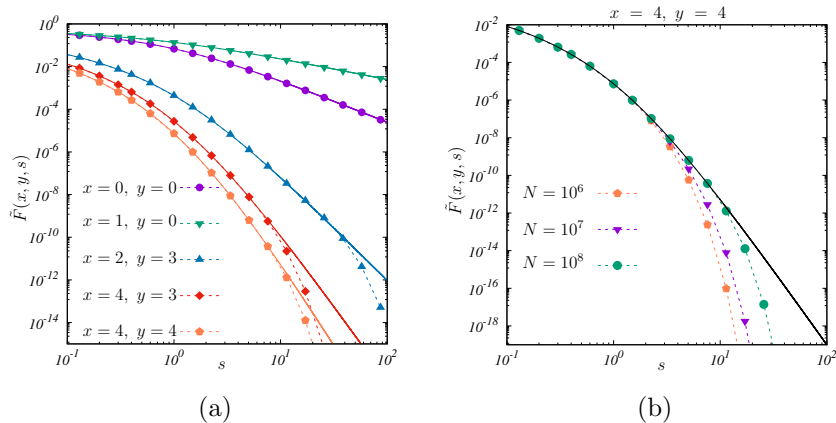 x = 4, y = 4
10^0
10^-2
10^-4
10^-6
10^-8
10^-10
10^-12
10^-14
F̃(x, y, s)
x = 0, y = 0
x = 1, y = 0
x = 2, y = 3
x = 4, y = 3
x = 4, y = 4
10^-1
10^0
10^1
10^2
s
(a)
10^-2
10^-4
10^-6
10^-8
10^-10
10^-12
10^-14
10^-16
10^-18
F̃(x, y, s)
N = 10^6
N = 10^7
N = 10^8
10^-1
10^0
10^1
10^2
s
(b)